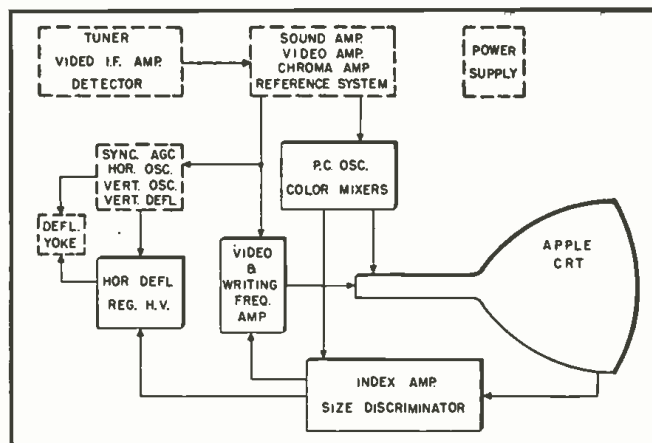 TUNER
VIDEO I.F. AMP.
DETECTOR
SOUND AMP.
VIDEO AMP.
CHROMA AMP
REFERENCE SYSTEM
POWER
SUPPLY
SYNC. AGC
HOR. OSC.
VERT. OSC.
VERT. DEFL.
P.C. OSC.
COLOR MIXERS
DEFL.
YOKE
HOR DEFL
REG. H.V.
VIDEO
&
WRITING
FREQ.
AMP
APPLE
CRT
INDEX AMP.
SIZE DISCRIMINATOR